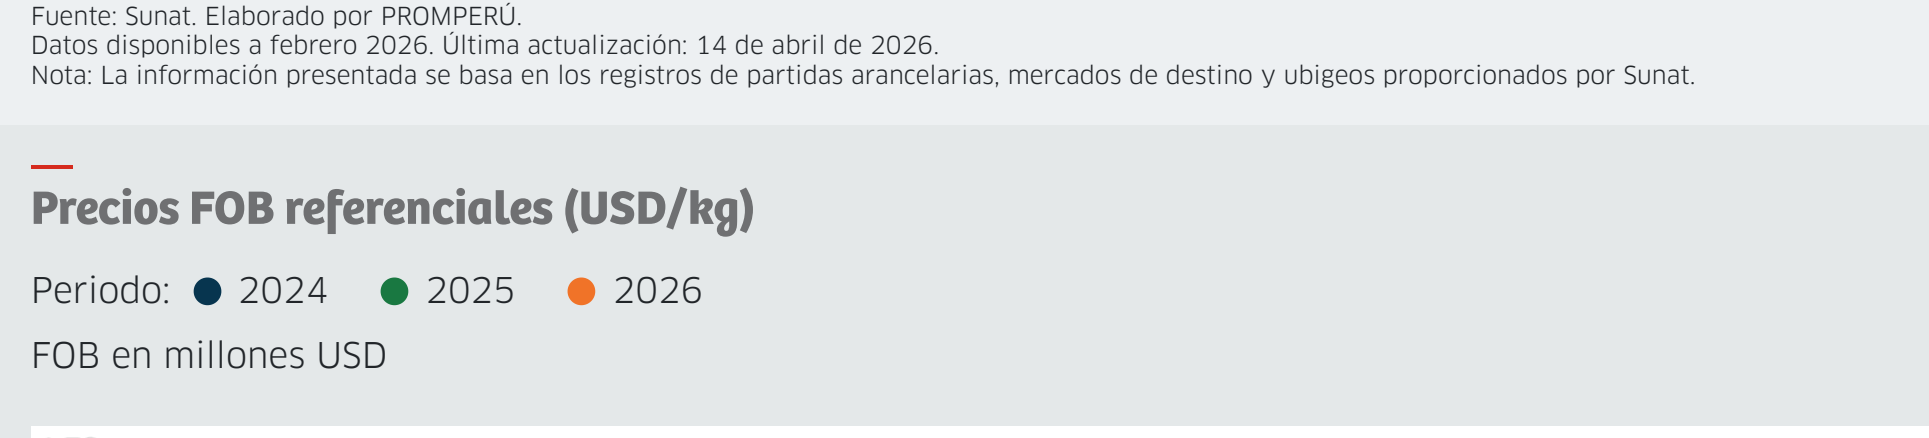 Fuente: Sunat. Elaborado por PROMPERÚ.
Datos disponibles a febrero 2026. Última actualización: 14 de abril de 2026.
Nota: La información presentada se basa en los registros de partidas arancelarias, mercados de destino y ubigeos proporcionados por Sunat.
Precios FOB referenciales (USD/kg)
Periodo: 2024 2025 2026
FOB en millones USD